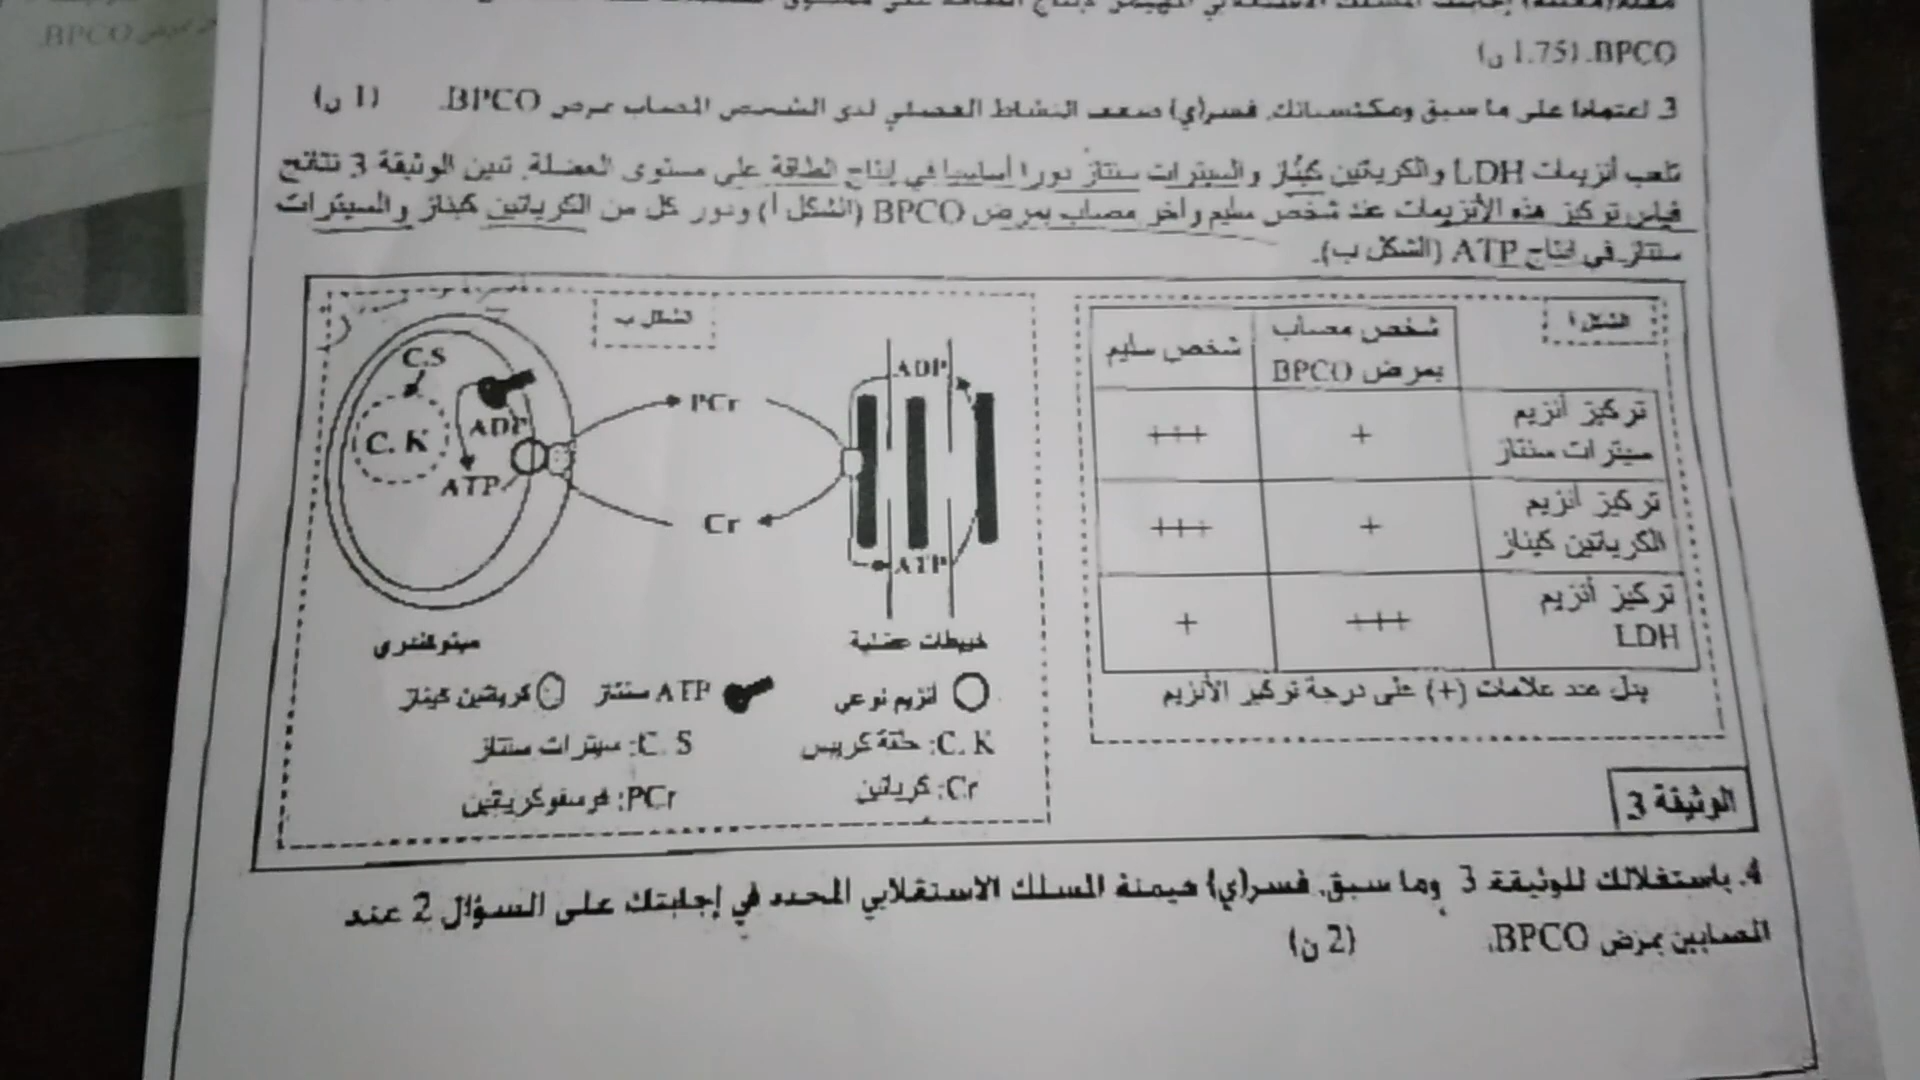 BPCO. (1.75 ن)
3 اعتمادا على ما سبق ومكتسباتك, فسر(ي) ضعف النشاط العضلي لدى الشخص المصاب بمرض BPCO. (1 ن)
تلعب أنزيمات LDH والكرياتين كيناز والسيترات سنتتاز دورا أساسيا في إنتاج الطاقة على مستوى العضلة. تبين الوثيقة 3 نتائج
قياس تركيز هذه الأنزيمات عند شخص سليم وآخر مصاب بمرض BPCO (الشكل أ) ودور كل من الكرياتين كيناز والسيترات
سنتتاز في إنتاج ATP (الشكل ب).
الشكل أ
شخص مصاب بمرض BPCO
شخص سليم
تركيز أنزيم سيترات سنتتاز
+
+++
تركيز أنزيم الكرياتين كيناز
+
+++
تركيز أنزيم LDH
+++
+
يدل عدد علامات (+) على درجة تركيز الأنزيم
الشكل ب
C.S
C.K
ADP
ATP
PCr
Cr
ADP
ATP
ميتوكندري
خييطات عضلية
أنزيم نوعي
ATP سنتتاز
كرياتين كيناز
C.K: حلقة كريبس
C.S: سيترات سنتتاز
Cr: كرياتين
PCr: فوسفوكرياتين
الوثيقة 3
4. باستغلالك للوثيقة 3 وما سبق, فسر(ي) هيمنة المسلك الاستقلابي المحدد في إجابتك على السؤال 2 عند
المصابين بمرض BPCO. (2 ن)